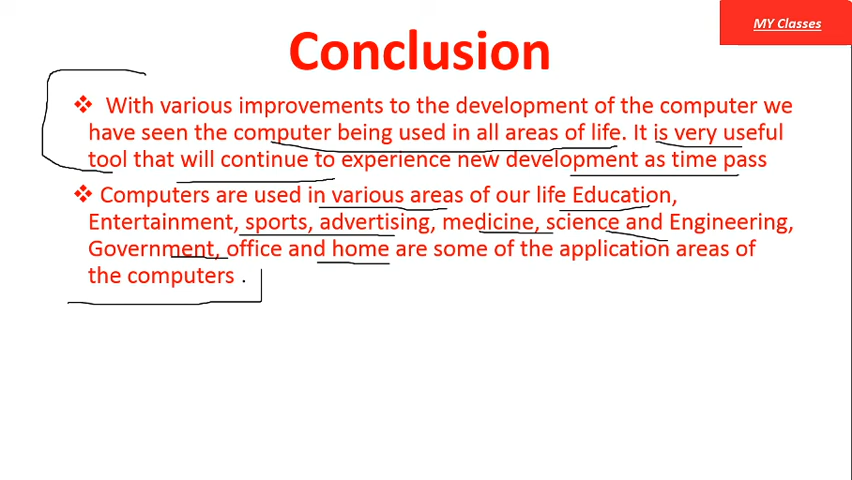 MY Classes
Conclusion
❖ With various improvements to the development of the computer we
have seen the computer being used in all areas of life. It is very useful
tool that will continue to experience new development as time pass
❖ Computers are used in various areas of our life Education,
Entertainment, sports, advertising, medicine, science and Engineering,
Government, office and home are some of the application areas of
the computers .